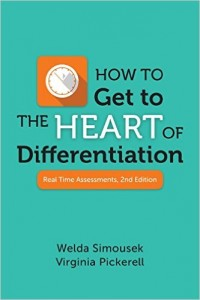 HOW TO
Get to
THE HEART OF
Differentiation
Real Time Assessments, 2nd Edition
Welda Simousek
Virginia Pickerell